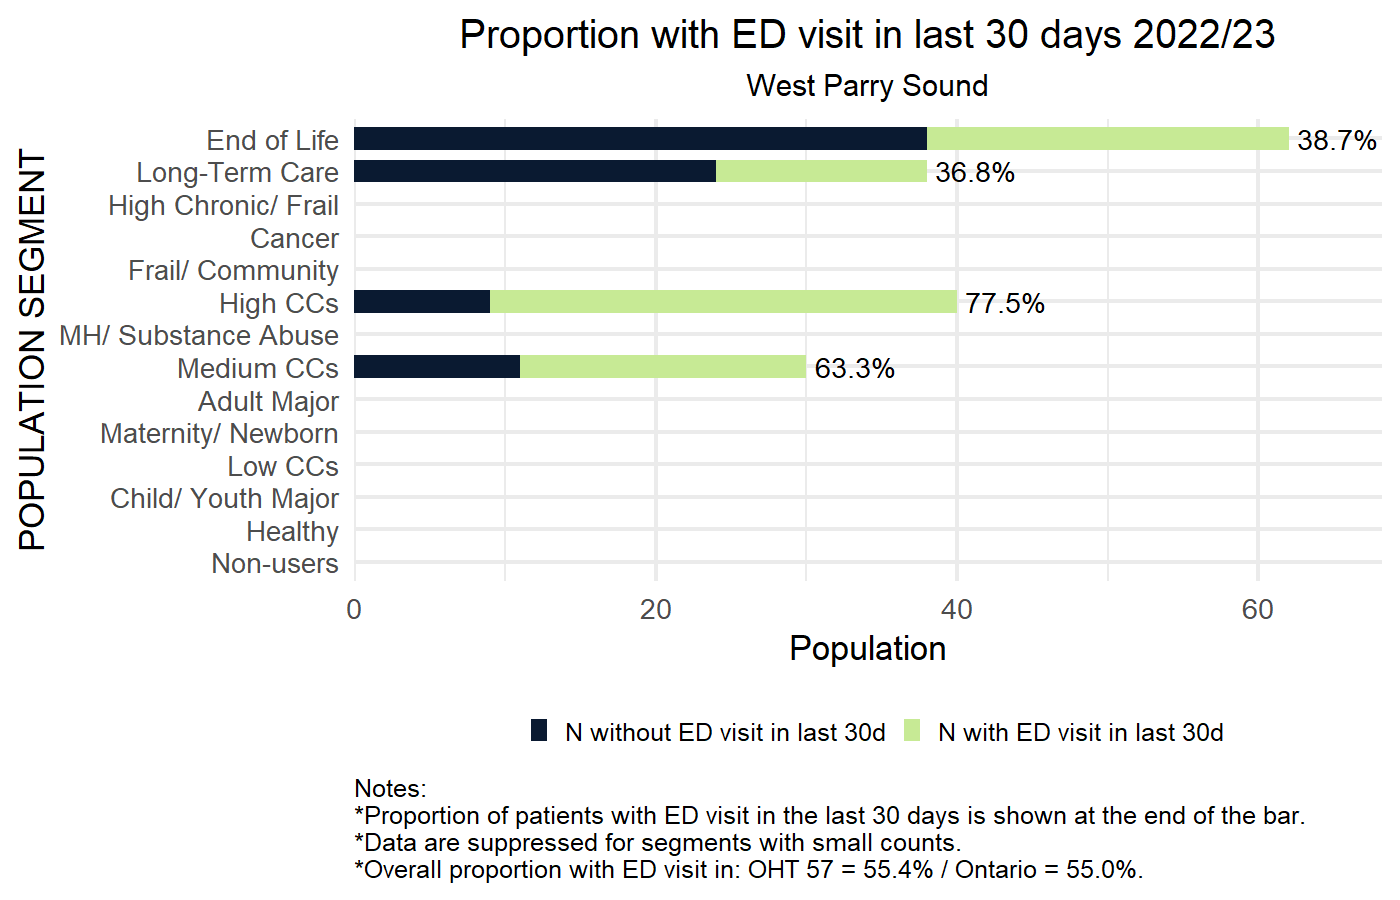 Proportion with ED visit in last 30 days 2022/23
West Parry Sound
POPULATION SEGMENT
End of Life 38.7%
Long-Term Care 36.8%
High Chronic/ Frail
Cancer
Frail/ Community
High CCs 77.5%
MH/ Substance Abuse
Medium CCs 63.3%
Adult Major
Maternity/ Newborn
Low CCs
Child/ Youth Major
Healthy
Non-users
0 20 40 60
Population
N without ED visit in last 30d N with ED visit in last 30d
Notes:
*Proportion of patients with ED visit in the last 30 days is shown at the end of the bar.
*Data are suppressed for segments with small counts.
*Overall proportion with ED visit in: OHT 57 = 55.4% / Ontario = 55.0%.